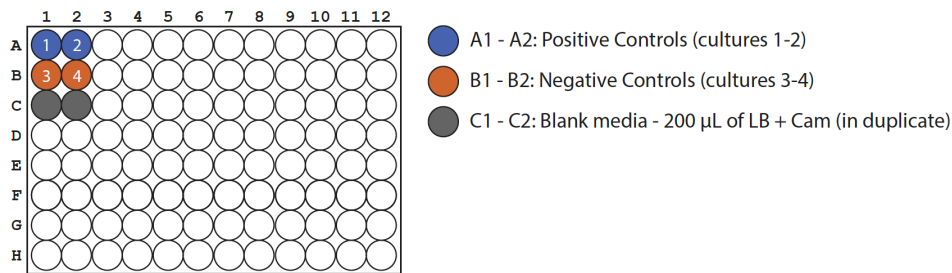 1 2 3 4 5 6 7 8 9 10 11 12
A 1 2
B 3 4
C
D
E
F
G
H
A1 - A2: Positive Controls (cultures 1-2)
B1 - B2: Negative Controls (cultures 3-4)
C1 - C2: Blank media - 200 μL of LB + Cam (in duplicate)